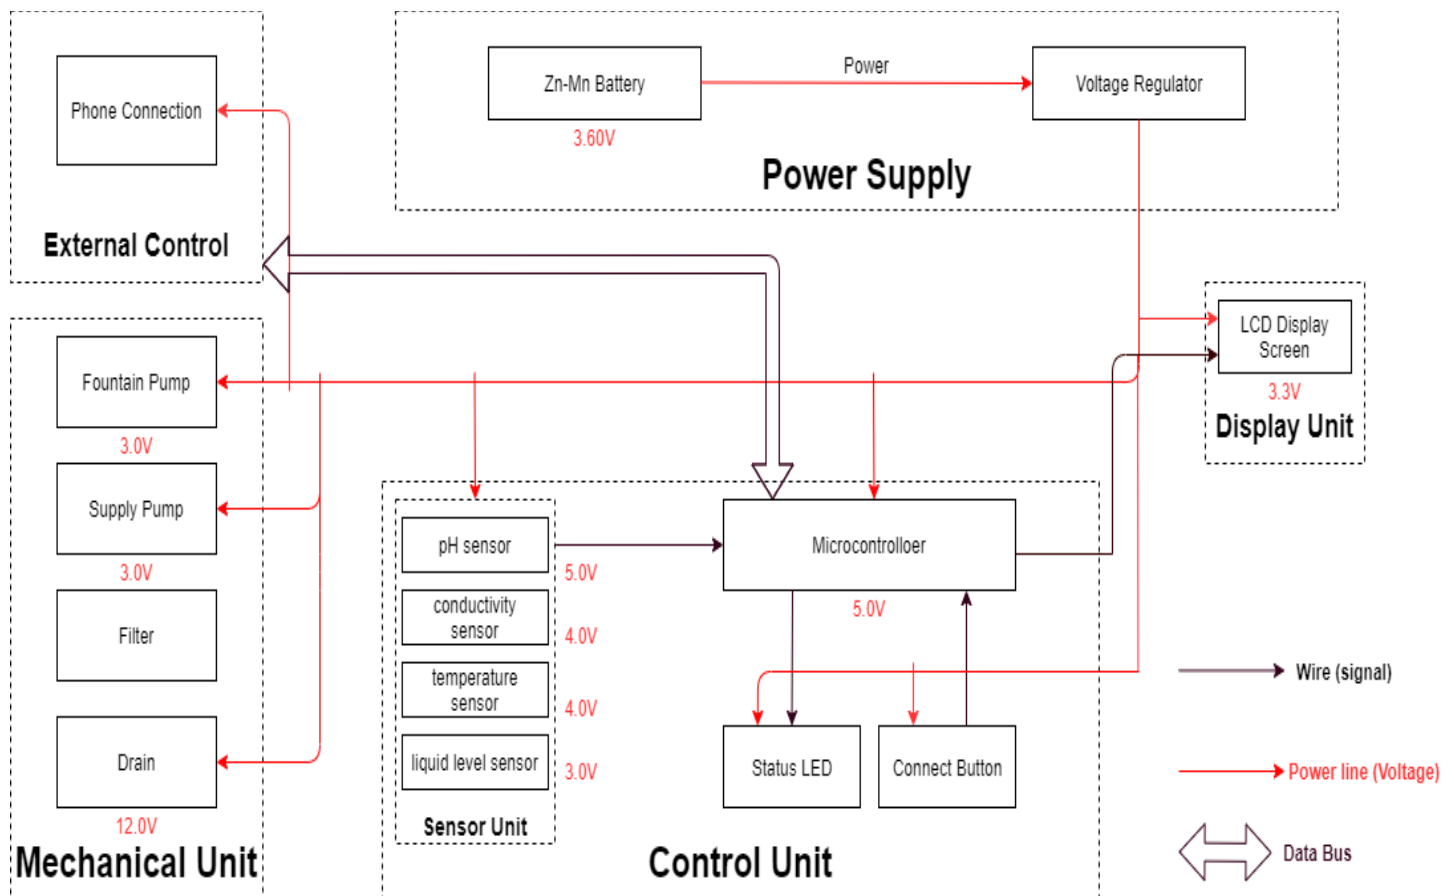 Phone Connection
External Control
Zn-Mn Battery
3.60V
Power
Voltage Regulator
Power Supply
LCD Display
Screen
3.3V
Display Unit
Fountain Pump
3.0V
Supply Pump
3.0V
Filter
Drain
12.0V
Mechanical Unit
pH sensor
5.0V
conductivity
sensor
4.0V
temperature
sensor
4.0V
liquid level sensor
3.0V
Sensor Unit
Microcontrolloer
5.0V
Status LED
Connect Button
Control Unit
Wire (signal)
Power line (Voltage)
Data Bus